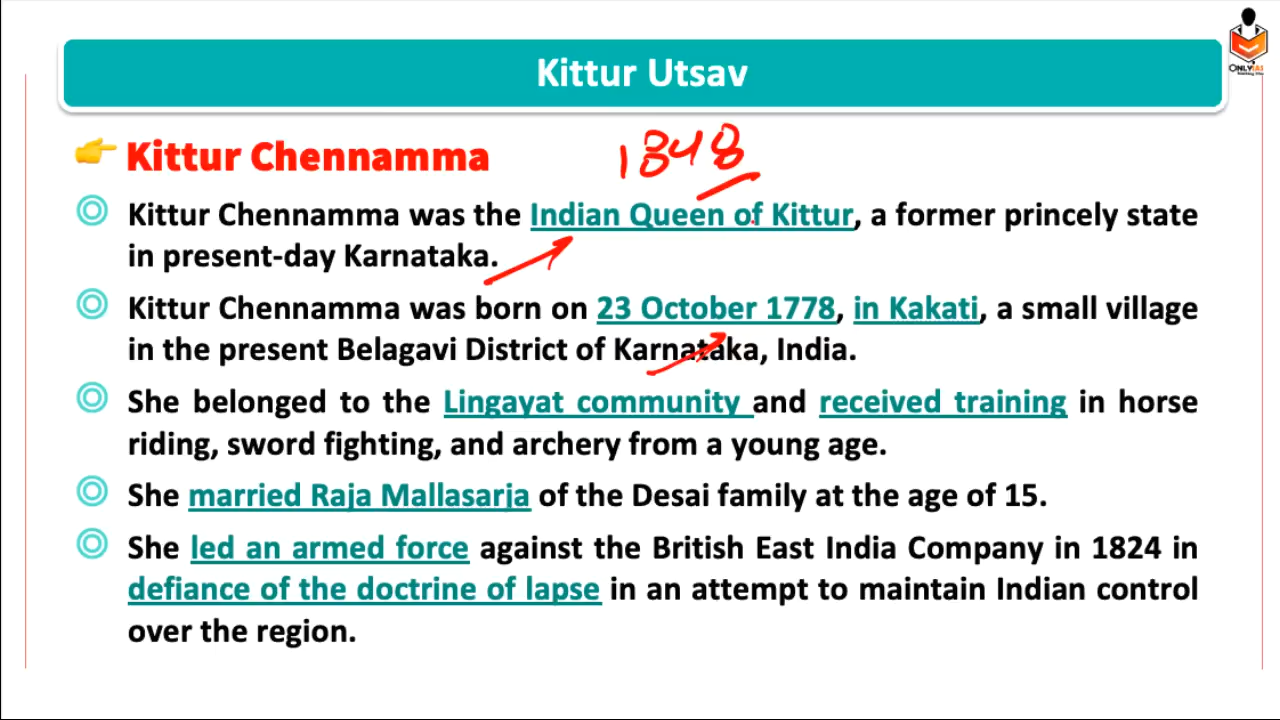 Kittur Utsav
ONLYIAS
Kittur Chennamma
1848
Kittur Chennamma was the Indian Queen of Kittur, a former princely state
in present-day Karnataka.
Kittur Chennamma was born on 23 October 1778, in Kakati, a small village
in the present Belagavi District of Karnataka, India.
She belonged to the Lingayat community and received training in horse
riding, sword fighting, and archery from a young age.
She married Raja Mallasarja of the Desai family at the age of 15.
She led an armed force against the British East India Company in 1824 in
defiance of the doctrine of lapse in an attempt to maintain Indian control
over the region.